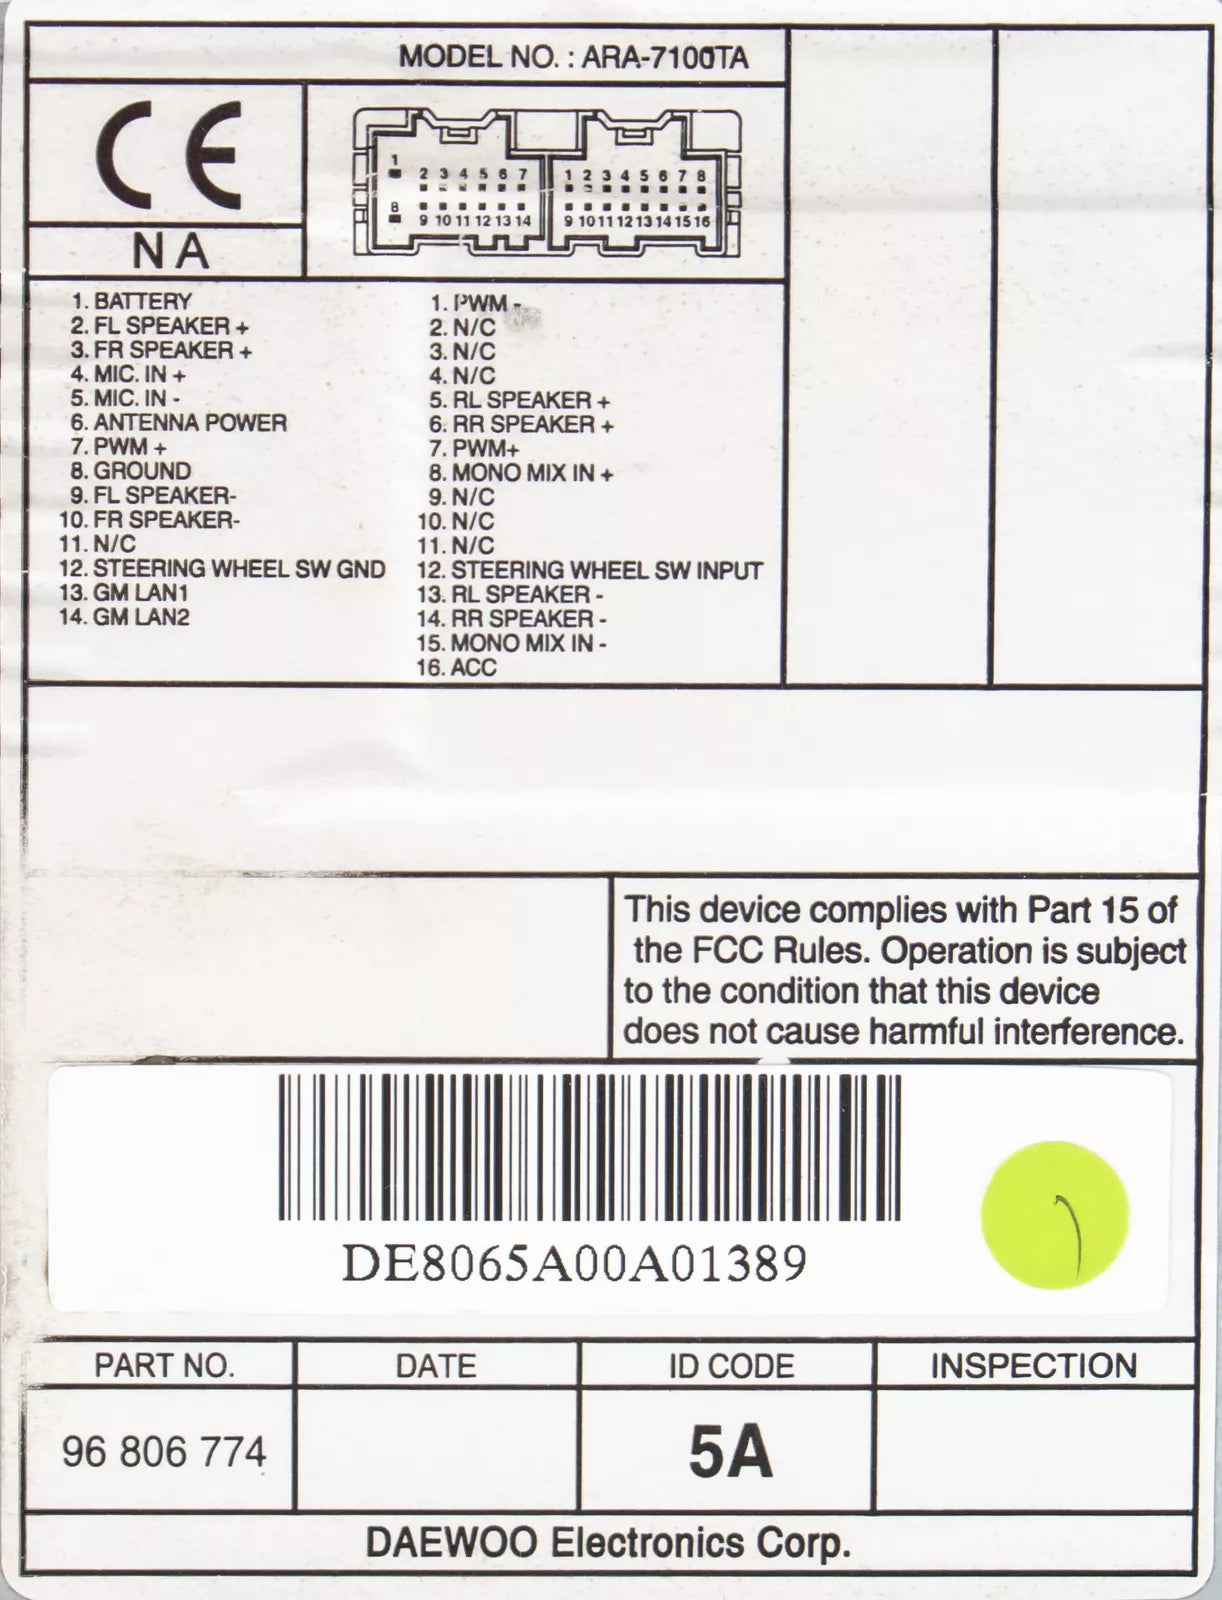 MODEL NO. : ARA-7100TA
CE
NA
1
2 3 4 5 6 7
8
9 10 11 12 13 14
1 2 3 4 5 6 7 8
9 10 11 12 13 14 15 16
1. BATTERY
2. FL SPEAKER +
3. FR SPEAKER +
4. MIC. IN +
5. MIC. IN -
6. ANTENNA POWER
7. PWM +
8. GROUND
9. FL SPEAKER-
10. FR SPEAKER-
11. N/C
12. STEERING WHEEL SW GND
13. GM LAN1
14. GM LAN2
1. PWM -
2. N/C
3. N/C
4. N/C
5. RL SPEAKER +
6. RR SPEAKER +
7. PWM+
8. MONO MIX IN +
9. N/C
10. N/C
11. N/C
12. STEERING WHEEL SW INPUT
13. RL SPEAKER -
14. RR SPEAKER -
15. MONO MIX IN -
16. ACC
This device complies with Part 15 of
the FCC Rules. Operation is subject
to the condition that this device
does not cause harmful interference.
DE8065A00A01389
PART NO. DATE ID CODE INSPECTION
96 806 774 5A
DAEWOO Electronics Corp.